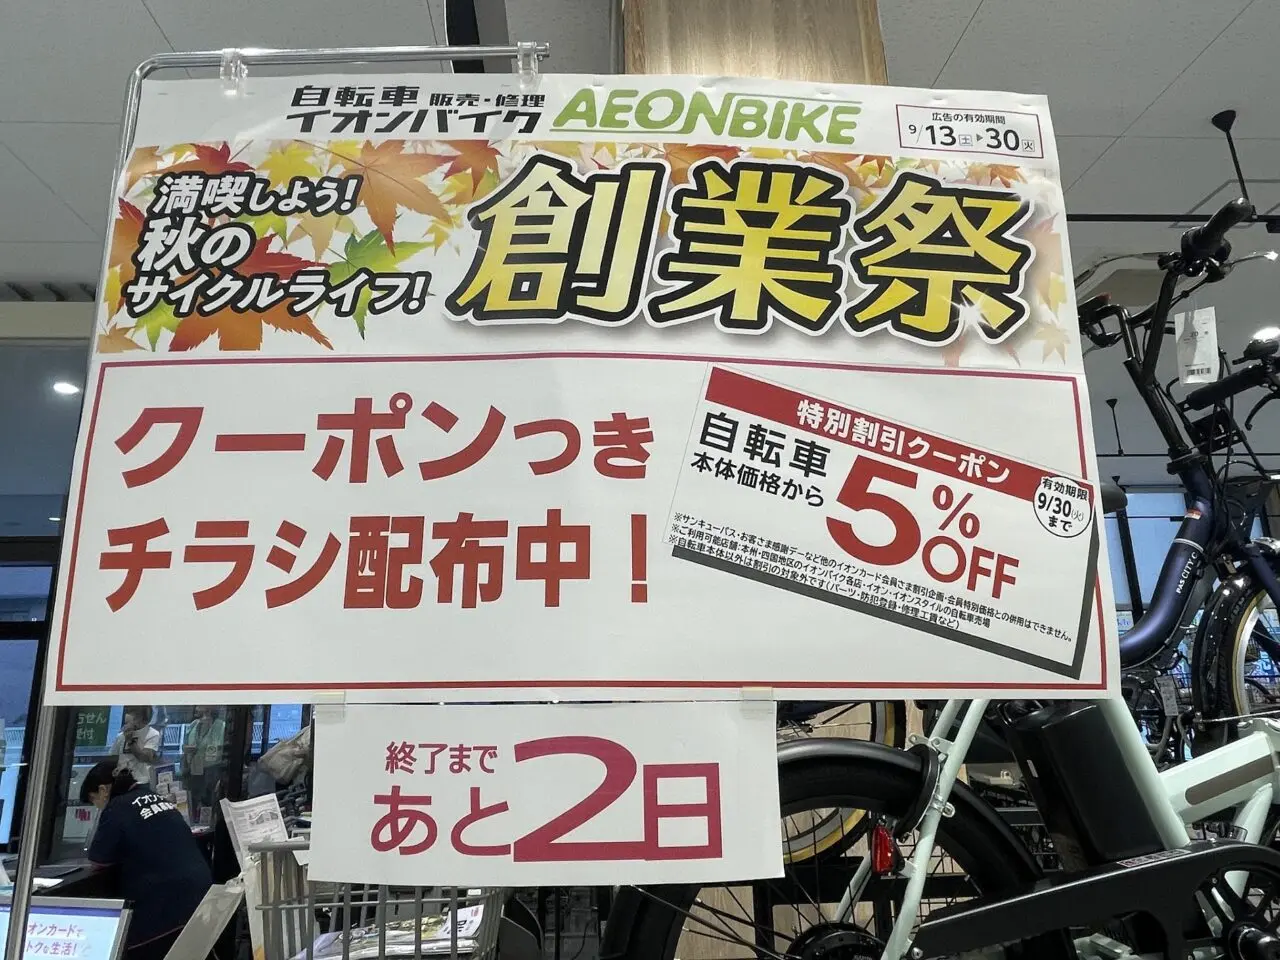 自転車 販売・修理
イオンバイク
AEONBIKE
広告の有効期間
9/13土▶30火
満喫しよう!
秋の
サイクルライフ!
創業祭
クーポンつき
チラシ配布中!
特別割引クーポン
自転車
本体価格から
5%OFF
有効期限
9/30(火)
まで
※サンキューパス・お客さま感謝デーなど他のイオンカード会員さま割引企画・会員特別価格との併用はできません。
※ご利用可能店舗:本州・四国地区のイオンバイク各店・イオン・イオンスタイルの自転車売場
※自転車本体以外は割引の対象外です(パーツ・防犯登録・修理工賃など)
終了まで
あと2日
PAS CITY-C